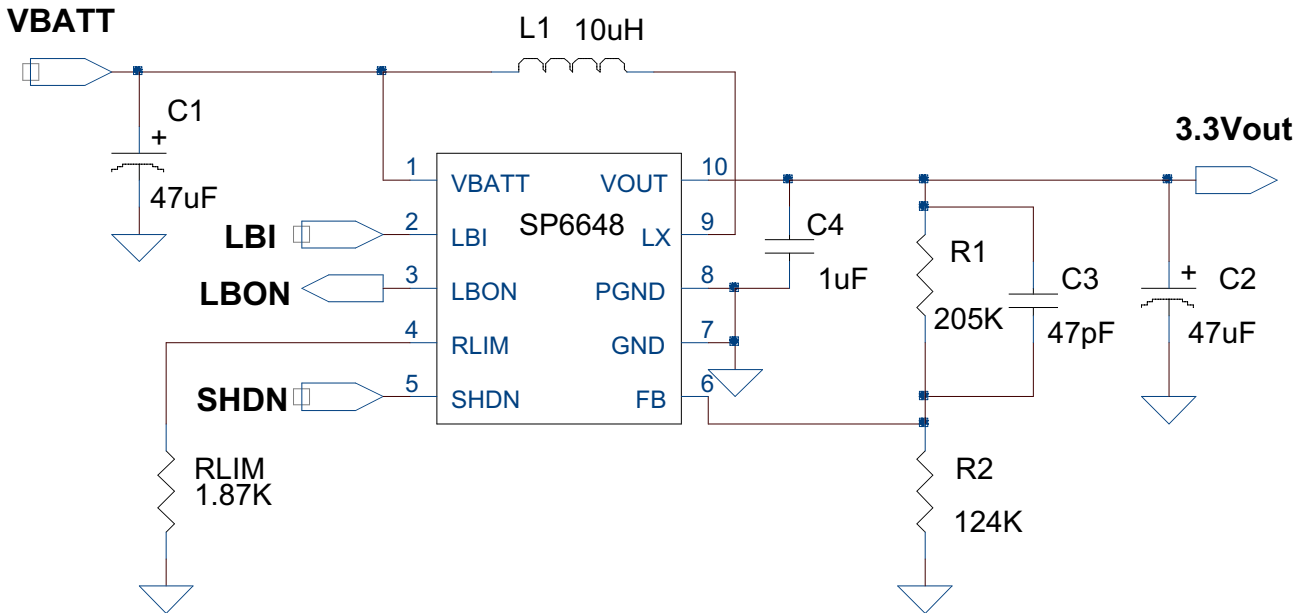 VBATT
L1 10uH
C1
+
47uF
3.3Vout
1 VBATT VOUT 10
SP6648
LBI 2 LBI LX 9
C4
1uF
LBON 3 LBON PGND 8
R1
205K
C3
47pF
+
C2
47uF
4 RLIM GND 7
SHDN 5 SHDN FB 6
RLIM
1.87K
R2
124K